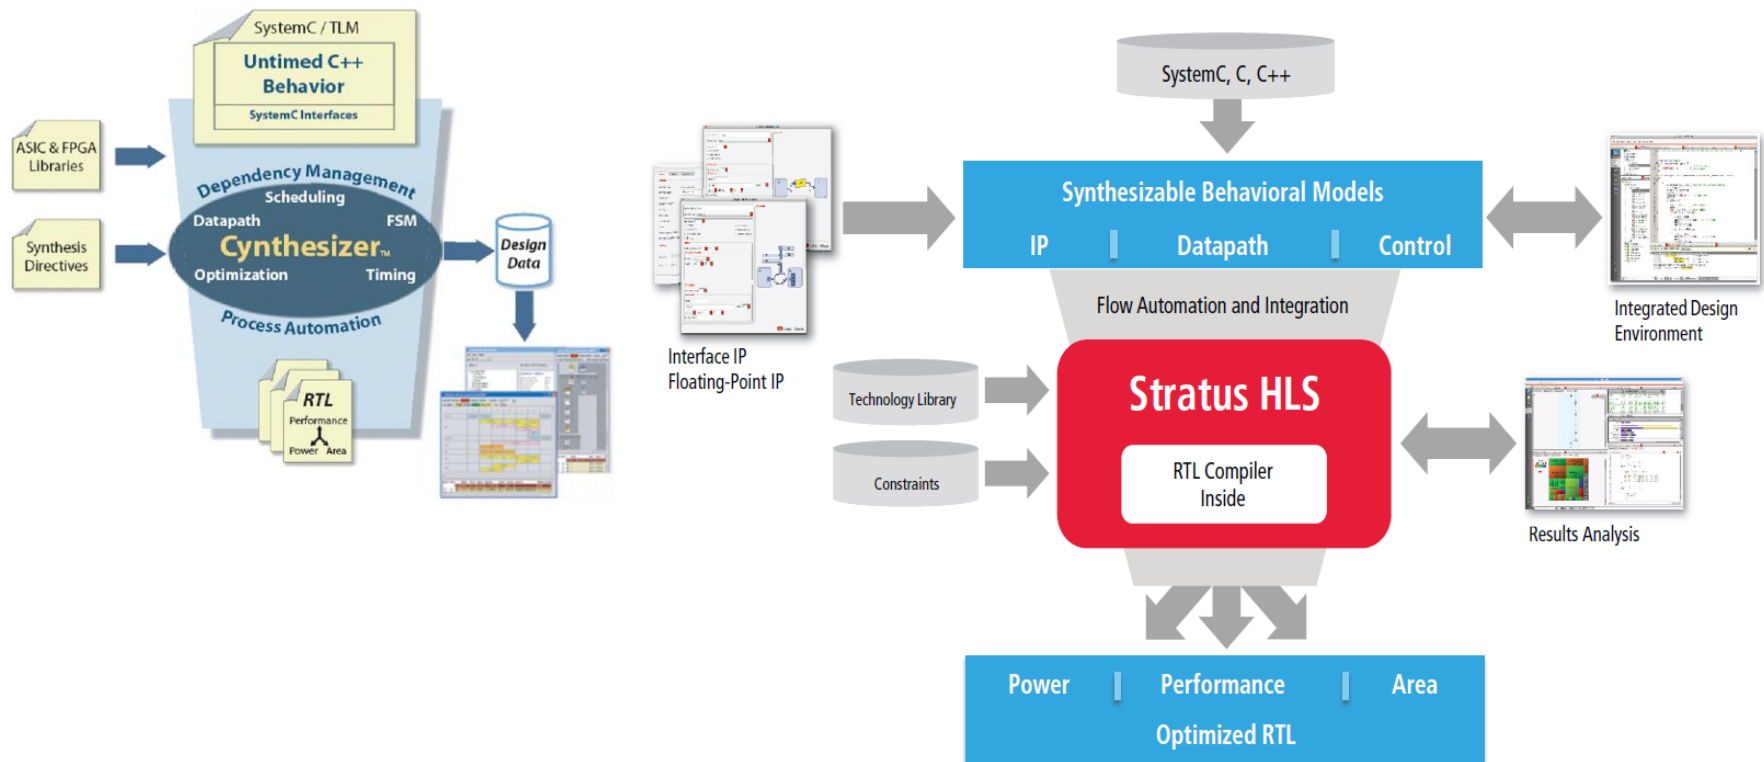 SystemC / TLM
Untimed C++
Behavior
SystemC Interfaces
ASIC & FPGA
Libraries
Synthesis
Directives
Dependency Management
Scheduling
Datapath
FSM
Cynthesizer™
Optimization
Timing
Process Automation
Design
Data
RTL
Performance
Power Area
SystemC, C, C++
Synthesizable Behavioral Models
IP | Datapath | Control
Interface IP
Floating-Point IP
Integrated Design
Environment
Flow Automation and Integration
Technology Library
Constraints
Stratus HLS
RTL Compiler
Inside
Results Analysis
Power | Performance | Area
Optimized RTL